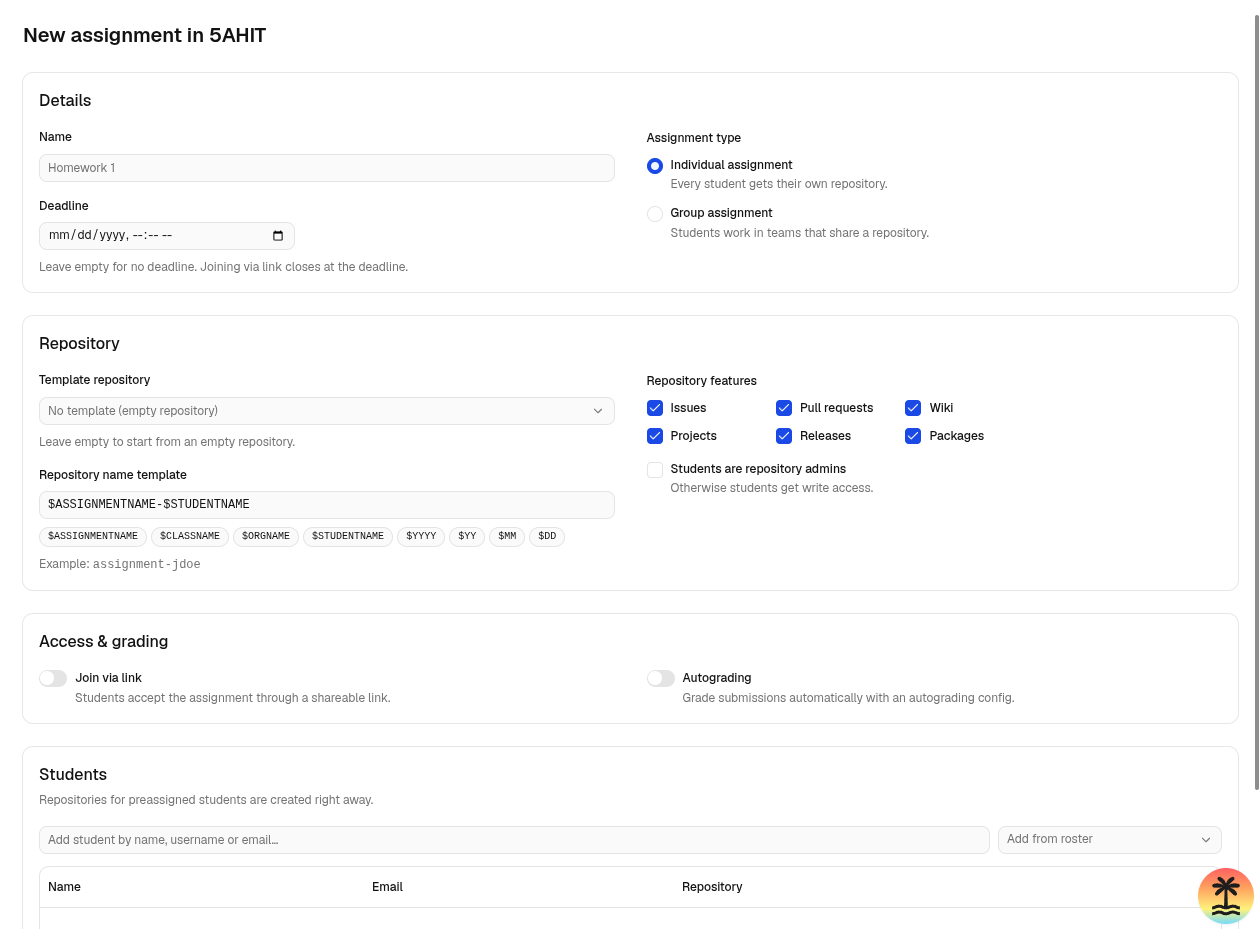 New assignment in 5AHIT
Details
Name
Homework 1
Deadline
mm/dd/yyyy, --:-- --
Leave empty for no deadline. Joining via link closes at the deadline.
Assignment type
Individual assignment
Every student gets their own repository.
Group assignment
Students work in teams that share a repository.
Repository
Template repository
No template (empty repository)
Leave empty to start from an empty repository.
Repository name template
$ASSIGNMENTNAME-$STUDENTNAME
$ASSIGNMENTNAME $CLASSNAME $ORGNAME $STUDENTNAME $YYYY $YY $MM $DD
Example: assignment-jdoe
Repository features
Issues Pull requests Wiki
Projects Releases Packages
Students are repository admins
Otherwise students get write access.
Access & grading
Join via link
Students accept the assignment through a shareable link.
Autograding
Grade submissions automatically with an autograding config.
Students
Repositories for preassigned students are created right away.
Add student by name, username or email... Add from roster
Name Email Repository